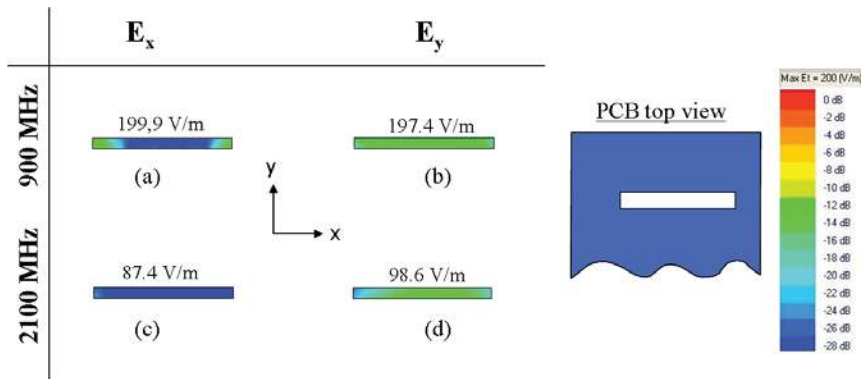 Ex
Ey
900 MHz
199,9 V/m
197.4 V/m
(a)
(b)
y
x
2100 MHz
87.4 V/m
98.6 V/m
(c)
(d)
PCB top view
Max Et = 200 [V/m]
0 dB
-2 dB
-4 dB
-6 dB
-8 dB
-10 dB
-12 dB
-14 dB
-16 dB
-18 dB
-20 dB
-22 dB
-24 dB
-26 dB
-28 dB